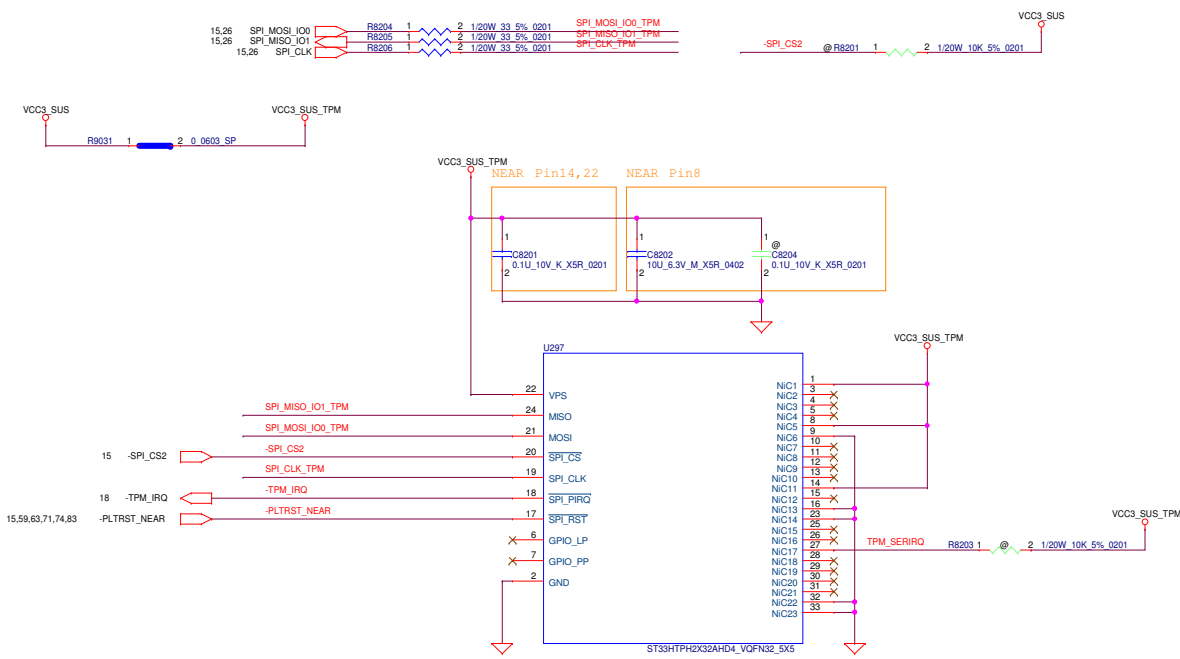 VCC3_SUS
15,26 SPI_MOSI_IO0 R8204 1 2 1/20W_33_5%_0201 SPI_MOSI_IO0_TPM
15,26 SPI_MISO_IO1 R8205 1 2 1/20W_33_5%_0201 SPI_MISO_IO1_TPM
15,26 SPI_CLK R8206 1 2 1/20W_33_5%_0201 SPI_CLK_TPM
-SPI_CS2 @ R8201 1 2 1/20W_10K_5%_0201
VCC3_SUS VCC3_SUS_TPM
R9031 1 2 0_0603_SP
VCC3_SUS_TPM
NEAR Pin14,22 NEAR Pin8
1 1 1
@
C8201 C8202 C8204
0.1U_10V_K_X5R_0201 10U_6.3V_M_X5R_0402 0.1U_10V_K_X5R_0201
2 2 2
VCC3_SUS_TPM
U297
22 VPS
SPI_MISO_IO1_TPM 24 MISO
SPI_MOSI_IO0_TPM 21 MOSI
15 -SPI_CS2 -SPI_CS2 20 SPI_CS
SPI_CLK_TPM 19 SPI_CLK
18 -TPM_IRQ -TPM_IRQ 18 SPI_PIRQ
15,59,63,71,74,83 -PLTRST_NEAR -PLTRST_NEAR 17 SPI_RST
6 GPIO_LP
7 GPIO_PP
2 GND
NiC1 1
NiC2 3
NiC3 4
NiC4 5
NiC5 8
NiC6 9
NiC7 10
NiC8 11
NiC9 12
NiC10 13
NiC11 14
NiC12 15
NiC13 16
NiC14 23
NiC15 25
NiC16 26
NiC17 27
NiC18 28
NiC19 29
NiC20 30
NiC21 31
NiC22 32
NiC23 33
VCC3_SUS_TPM
TPM_SERIRQ R8203 1 @ 2 1/20W_10K_5%_0201
ST33HTPH2X32AHD4_VQFN32_5X5